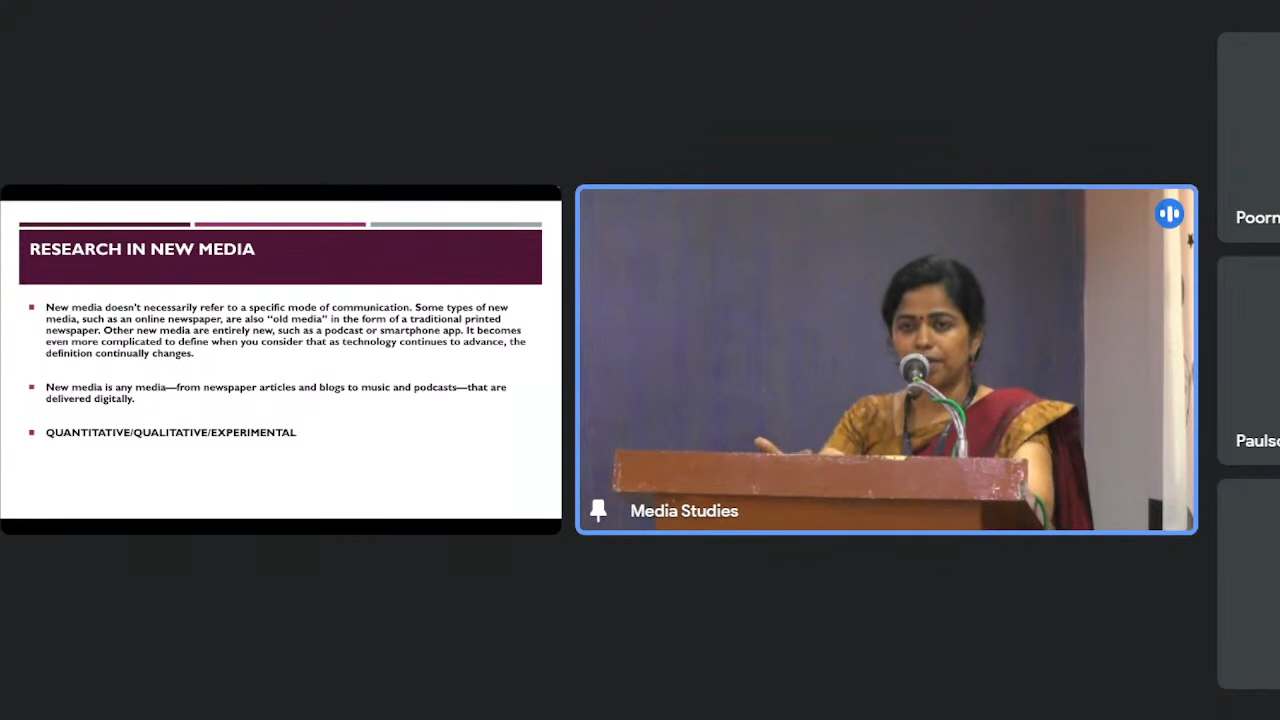 RESEARCH IN NEW MEDIA
New media doesn't necessarily refer to a specific mode of communication. Some types of new
media, such as an online newspaper, are also “old media” in the form of a traditional printed
newspaper. Other new media are entirely new, such as a podcast or smartphone app. It becomes
even more complicated to define when you consider that as technology continues to advance, the
definition continually changes.
New media is any media—from newspaper articles and blogs to music and podcasts—that are
delivered digitally.
QUANTITATIVE/QUALITATIVE/EXPERIMENTAL
Media Studies
Poorn
Paulso